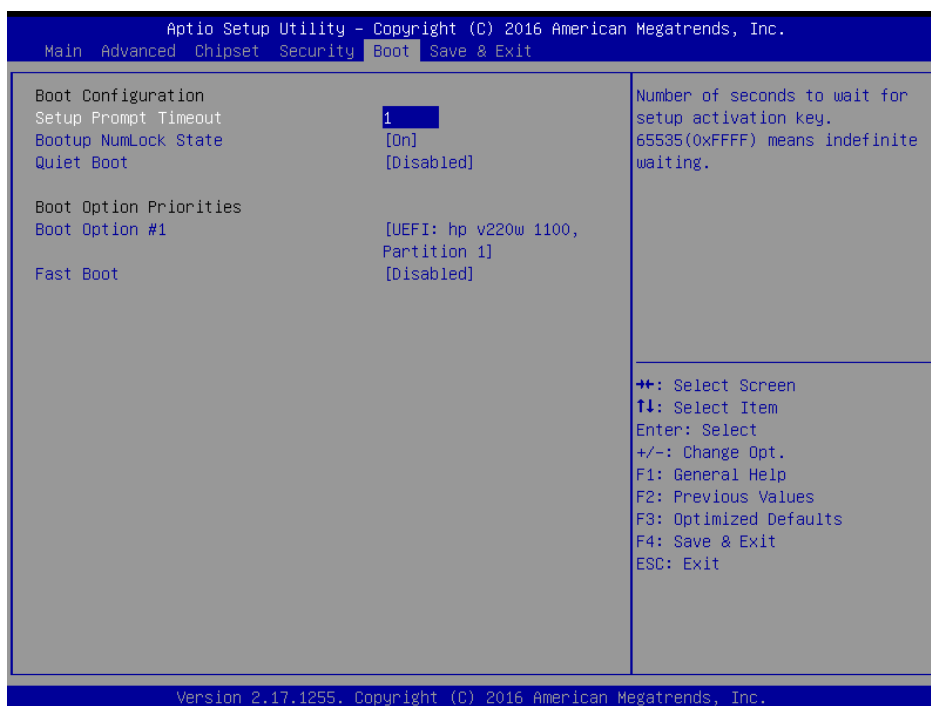 Aptio Setup Utility – Copyright (C) 2016 American Megatrends, Inc.
Main Advanced Chipset Security Boot Save & Exit
Boot Configuration
Setup Prompt Timeout 1
Bootup NumLock State [On]
Quiet Boot [Disabled]
Boot Option Priorities
Boot Option #1 [UEFI: hp v220w 1100,
Partition 1]
Fast Boot [Disabled]
Number of seconds to wait for
setup activation key.
65535(0xFFFF) means indefinite
waiting.
→←: Select Screen
↑↓: Select Item
Enter: Select
+/-: Change Opt.
F1: General Help
F2: Previous Values
F3: Optimized Defaults
F4: Save & Exit
ESC: Exit
Version 2.17.1255. Copyright (C) 2016 American Megatrends, Inc.